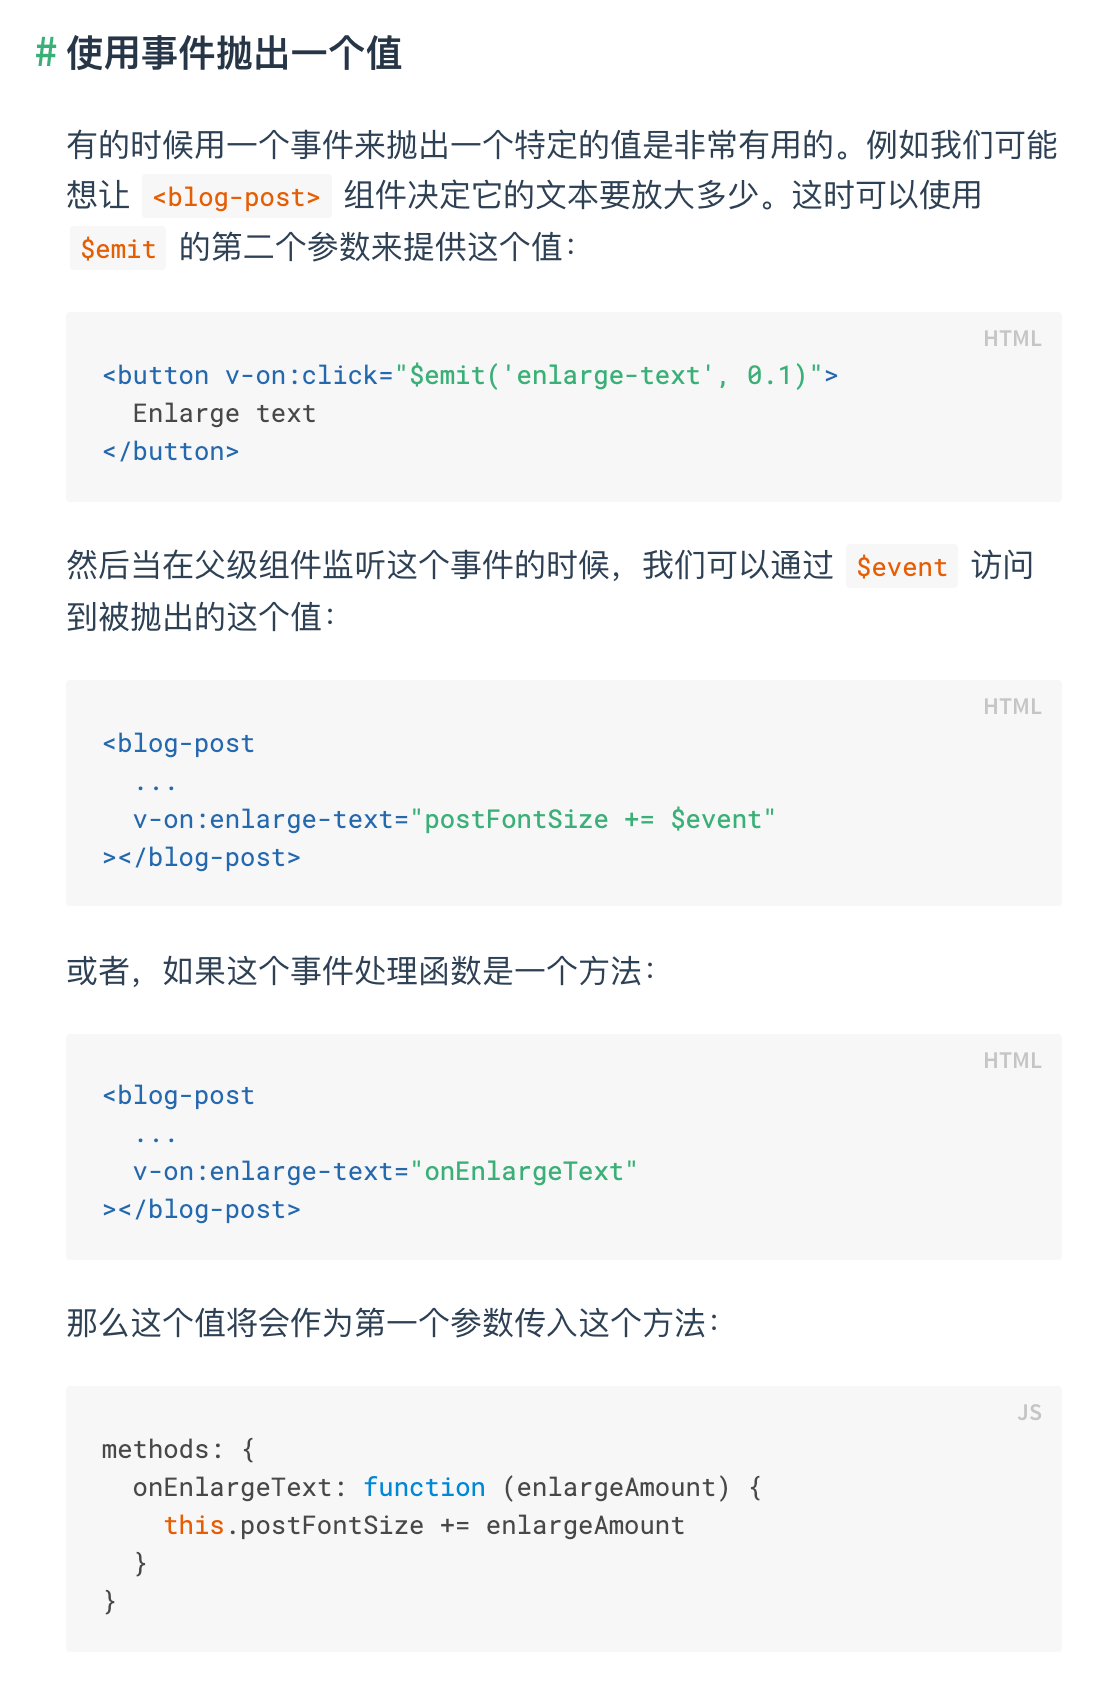 # 使用事件抛出一个值
有的时候用一个事件来抛出一个特定的值是非常有用的。例如我们可能
想让 <blog-post> 组件决定它的文本要放大多少。这时可以使用
$emit 的第二个参数来提供这个值：
HTML
<button v-on:click="$emit('enlarge-text', 0.1)">
  Enlarge text
</button>
然后当在父级组件监听这个事件的时候，我们可以通过 $event 访问
到被抛出的这个值：
HTML
<blog-post
  ...
  v-on:enlarge-text="postFontSize += $event"
></blog-post>
或者，如果这个事件处理函数是一个方法：
HTML
<blog-post
  ...
  v-on:enlarge-text="onEnlargeText"
></blog-post>
那么这个值将会作为第一个参数传入这个方法：
JS
methods: {
  onEnlargeText: function (enlargeAmount) {
    this.postFontSize += enlargeAmount
  }
}